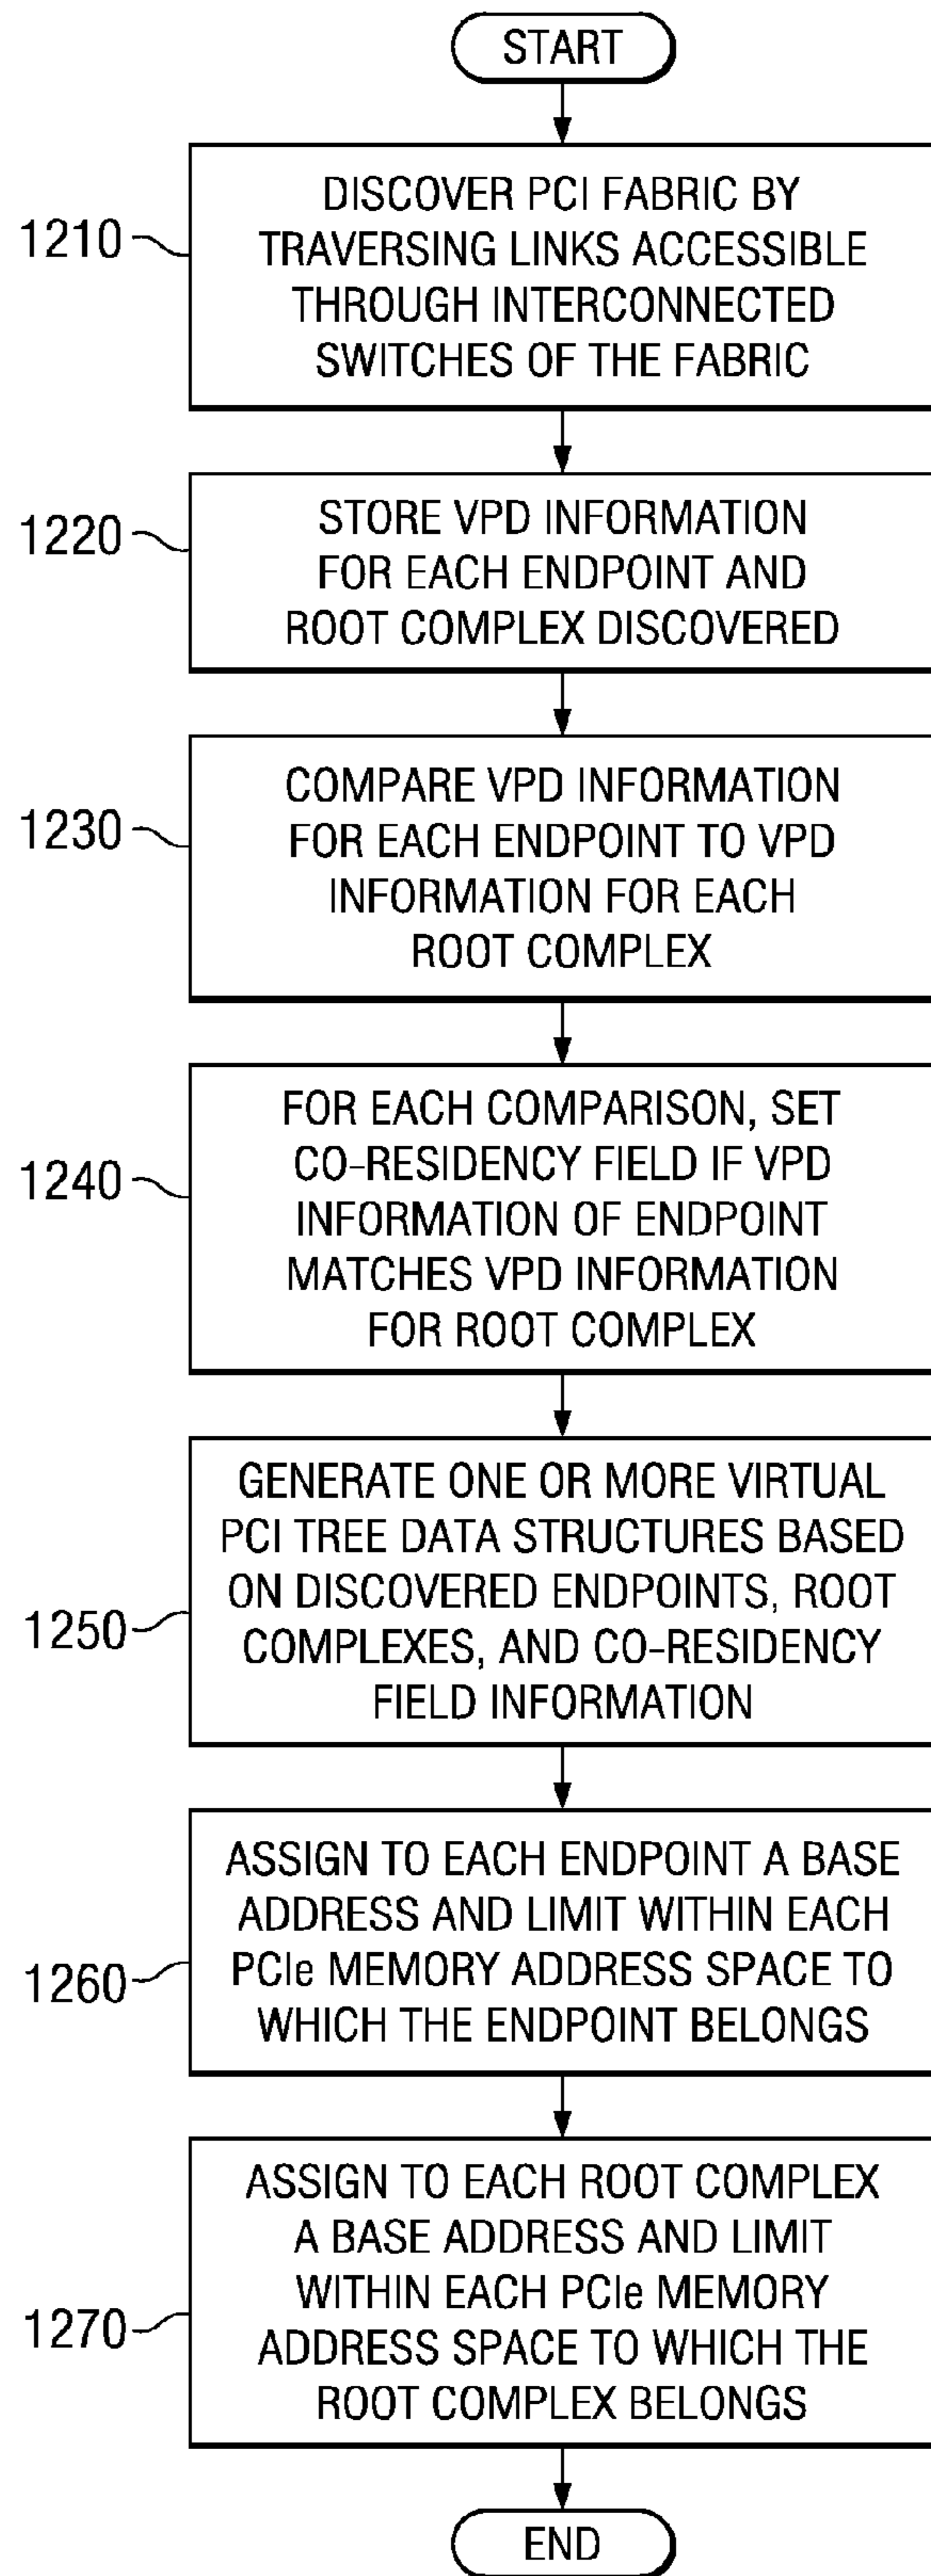 START
1210
DISCOVER PCI FABRIC BY
TRAVERSING LINKS ACCESSIBLE
THROUGH INTERCONNECTED
SWITCHES OF THE FABRIC
1220
STORE VPD INFORMATION
FOR EACH ENDPOINT AND
ROOT COMPLEX DISCOVERED
1230
COMPARE VPD INFORMATION
FOR EACH ENDPOINT TO VPD
INFORMATION FOR EACH
ROOT COMPLEX
1240
FOR EACH COMPARISON, SET
CO-RESIDENCY FIELD IF VPD
INFORMATION OF ENDPOINT
MATCHES VPD INFORMATION
FOR ROOT COMPLEX
1250
GENERATE ONE OR MORE VIRTUAL
PCI TREE DATA STRUCTURES BASED
ON DISCOVERED ENDPOINTS, ROOT
COMPLEXES, AND CO-RESIDENCY
FIELD INFORMATION
1260
ASSIGN TO EACH ENDPOINT A BASE
ADDRESS AND LIMIT WITHIN EACH
PCIe MEMORY ADDRESS SPACE TO
WHICH THE ENDPOINT BELONGS
1270
ASSIGN TO EACH ROOT COMPLEX
A BASE ADDRESS AND LIMIT
WITHIN EACH PCIe MEMORY
ADDRESS SPACE TO WHICH THE
ROOT COMPLEX BELONGS
END